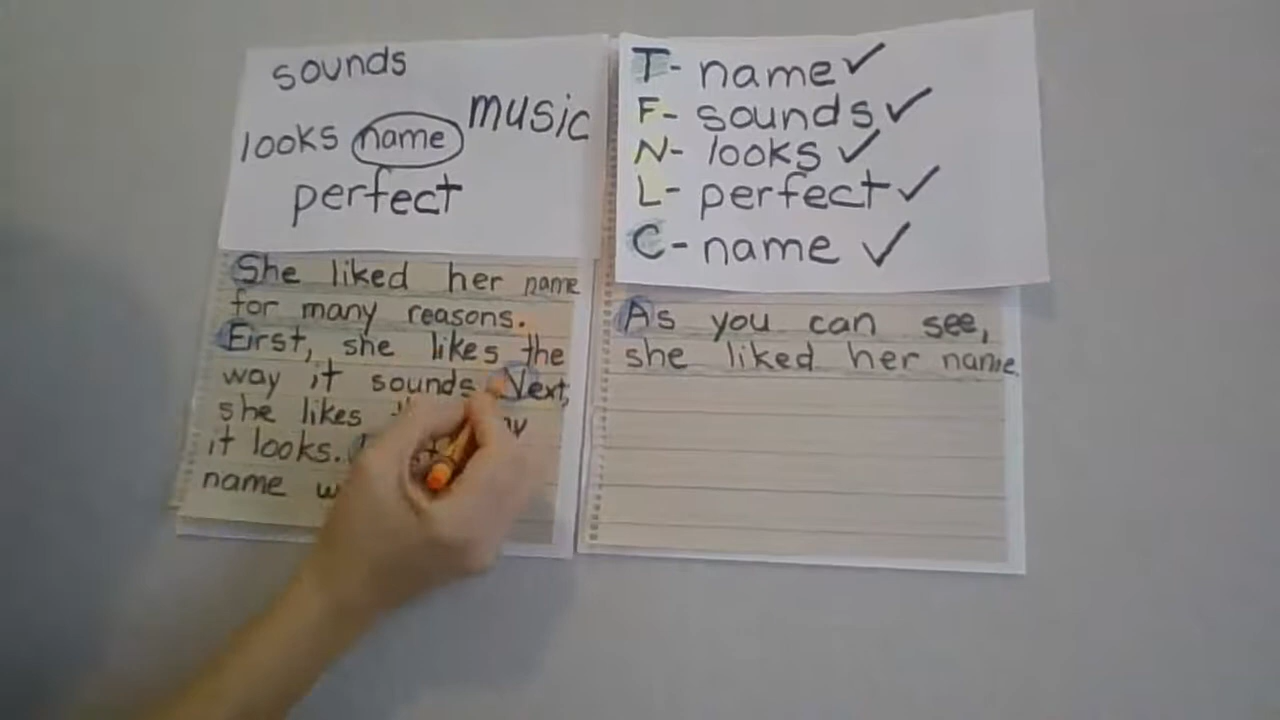 sounds
music
looks name
perfect
She liked her name
for many reasons.
First, she likes the
way it sounds. Next,
she likes
it looks.
name
T- name ✓
F- sounds ✓
N- looks ✓
L- perfect ✓
C- name ✓
As you can see,
she liked her name.